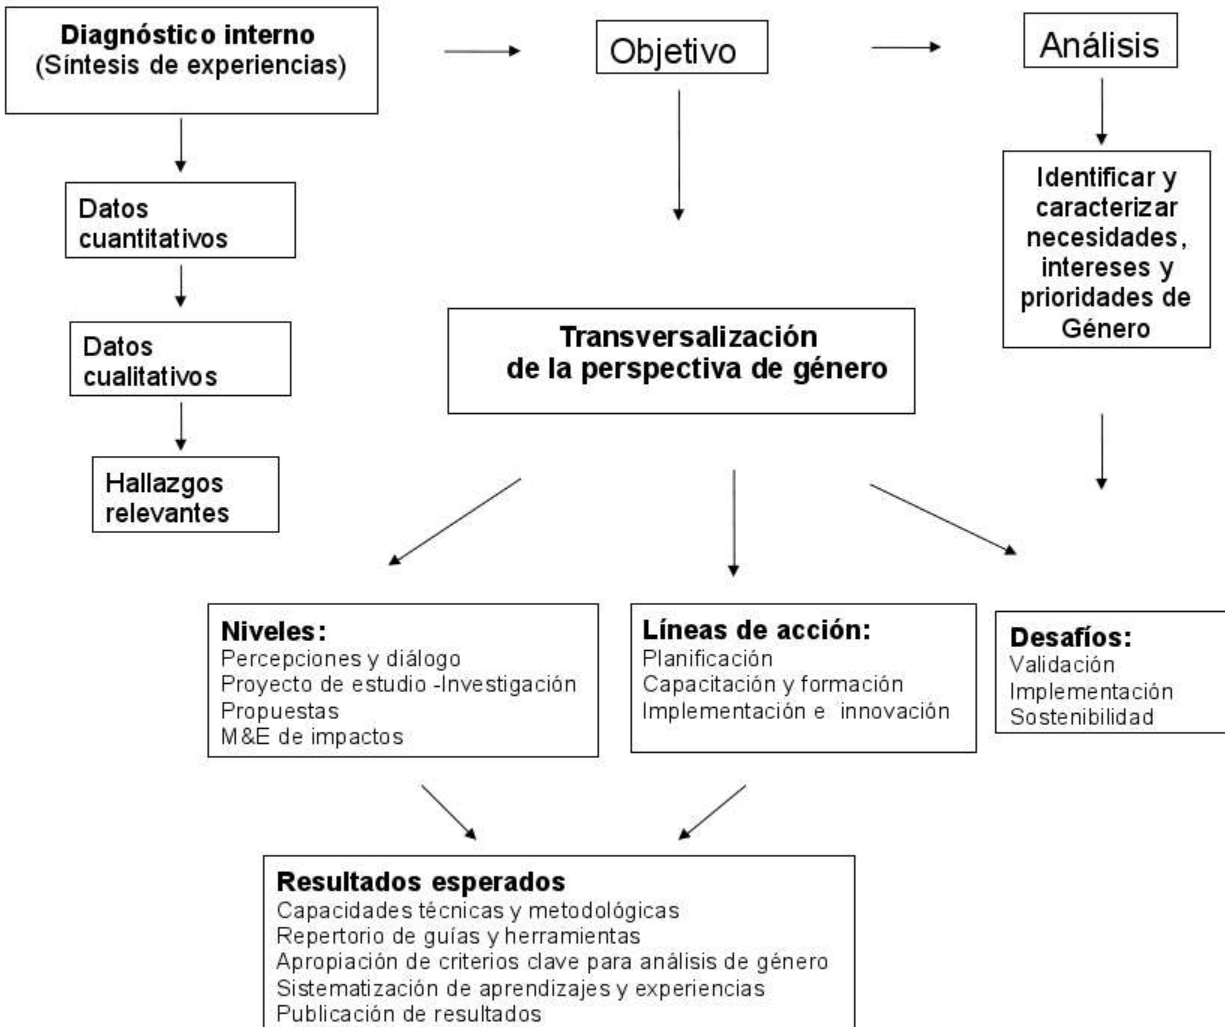 Diagnóstico interno
(Síntesis de experiencias)
Objetivo
Análisis
Datos
cuantitativos
Datos
cualitativos
Hallazgos
relevantes
Transversalización
de la perspectiva de género
Identificar y
caracterizar
necesidades,
intereses y
prioridades de
Género
Niveles:
Percepciones y diálogo
Proyecto de estudio -Investigación
Propuestas
M&E de impactos
Líneas de acción:
Planificación
Capacitación y formación
Implementación e innovación
Desafíos:
Validación
Implementación
Sostenibilidad
Resultados esperados
Capacidades técnicas y metodológicas
Repertorio de guías y herramientas
Apropiación de criterios clave para análisis de género
Sistematización de aprendizajes y experiencias
Publicación de resultados